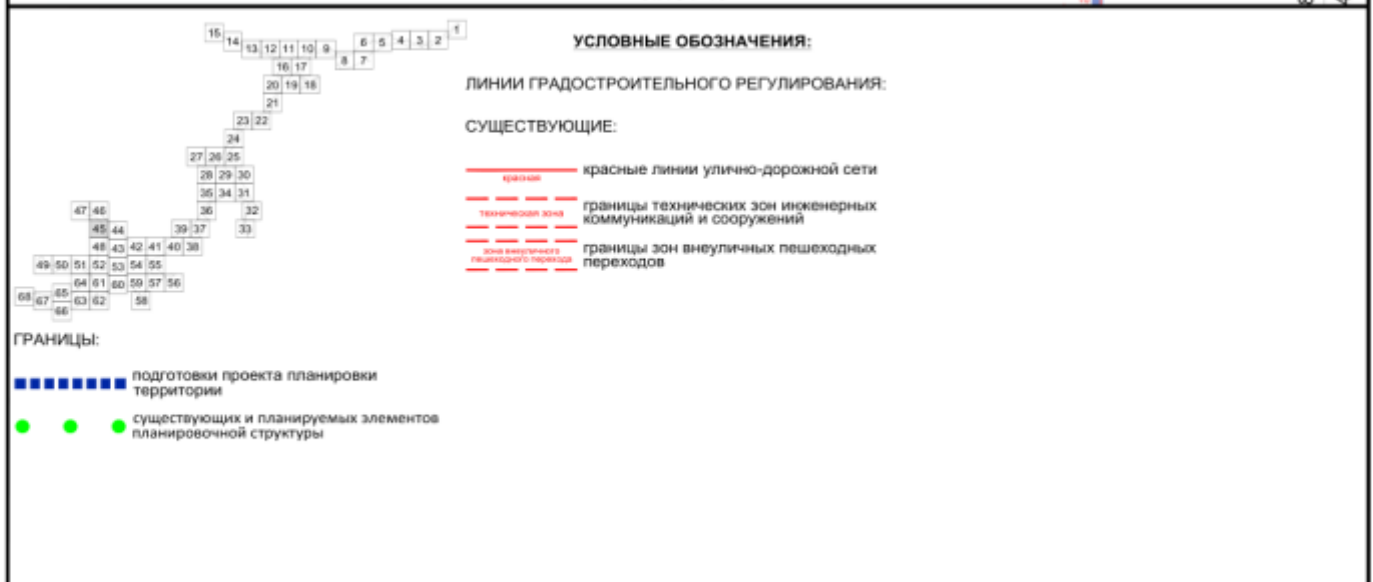 15 14 13 12 11 10 9 8 7 6 5 4 3 2 1
16 17
20 19 18
21
23 22
24
27 26 25
28 29 30
35 34 31
47 46 36 32
45 44 39 37 33
48 43 42 41 40 38
49 50 51 52 53 54 55
64 61 60 59 57 56
68 67 65 63 62 58
66
ГРАНИЦЫ:
подготовки проекта планировки
территории
существующих и планируемых элементов
планировочной структуры
УСЛОВНЫЕ ОБОЗНАЧЕНИЯ:
ЛИНИИ ГРАДОСТРОИТЕЛЬНОГО РЕГУЛИРОВАНИЯ:
СУЩЕСТВУЮЩИЕ:
красная
красные линии улично-дорожной сети
техническая зона
границы технических зон инженерных
коммуникаций и сооружений
зона внеуличного
пешеходного перехода
границы зон внеуличных пешеходных
переходов